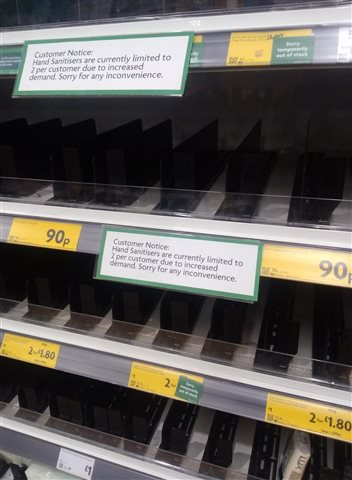 Customer Notice:
Hand Sanitisers are currently limited to
2 per customer due to increased
demand. Sorry for any inconvenience.
Sorry
temporarily
out of stock
90p
Customer Notice:
Hand Sanitisers are currently limited to
2 per customer due to increased
demand. Sorry for any inconvenience.
90p
2 £1.80
2
Sorry
temporarily
out of stock
2 £1.80
£1